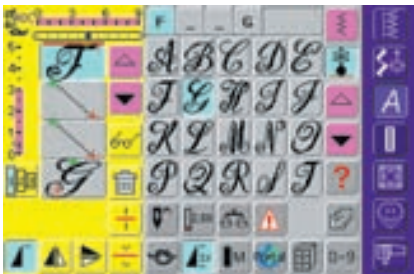 F _ _ G
F A B C D E
F G H I J
A
K L M N O
G P Q R S T ?
M 0-9